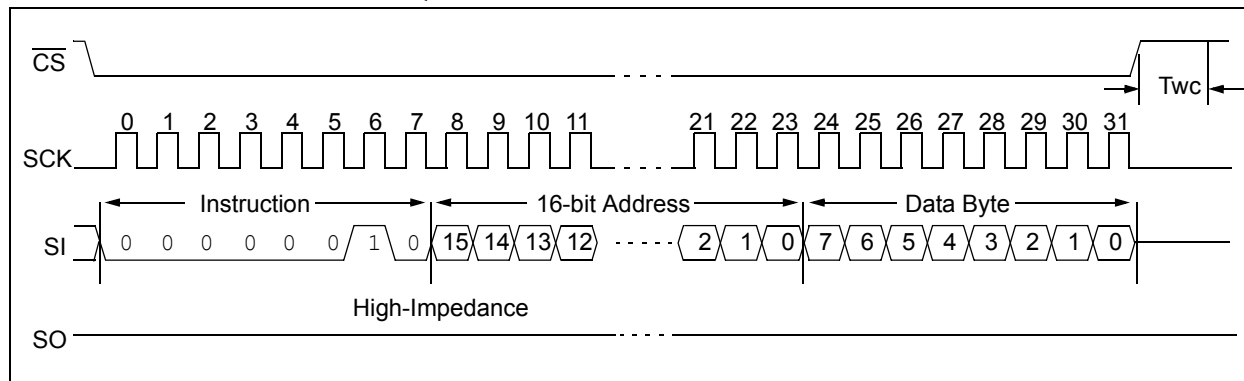 CS
Twc
0 1 2 3 4 5 6 7 8 9 10 11 21 22 23 24 25 26 27 28 29 30 31
SCK
Instruction 16-bit Address Data Byte
SI 0 0 0 0 0 0 1 0 15 14 13 12 2 1 0 7 6 5 4 3 2 1 0
High-Impedance
SO